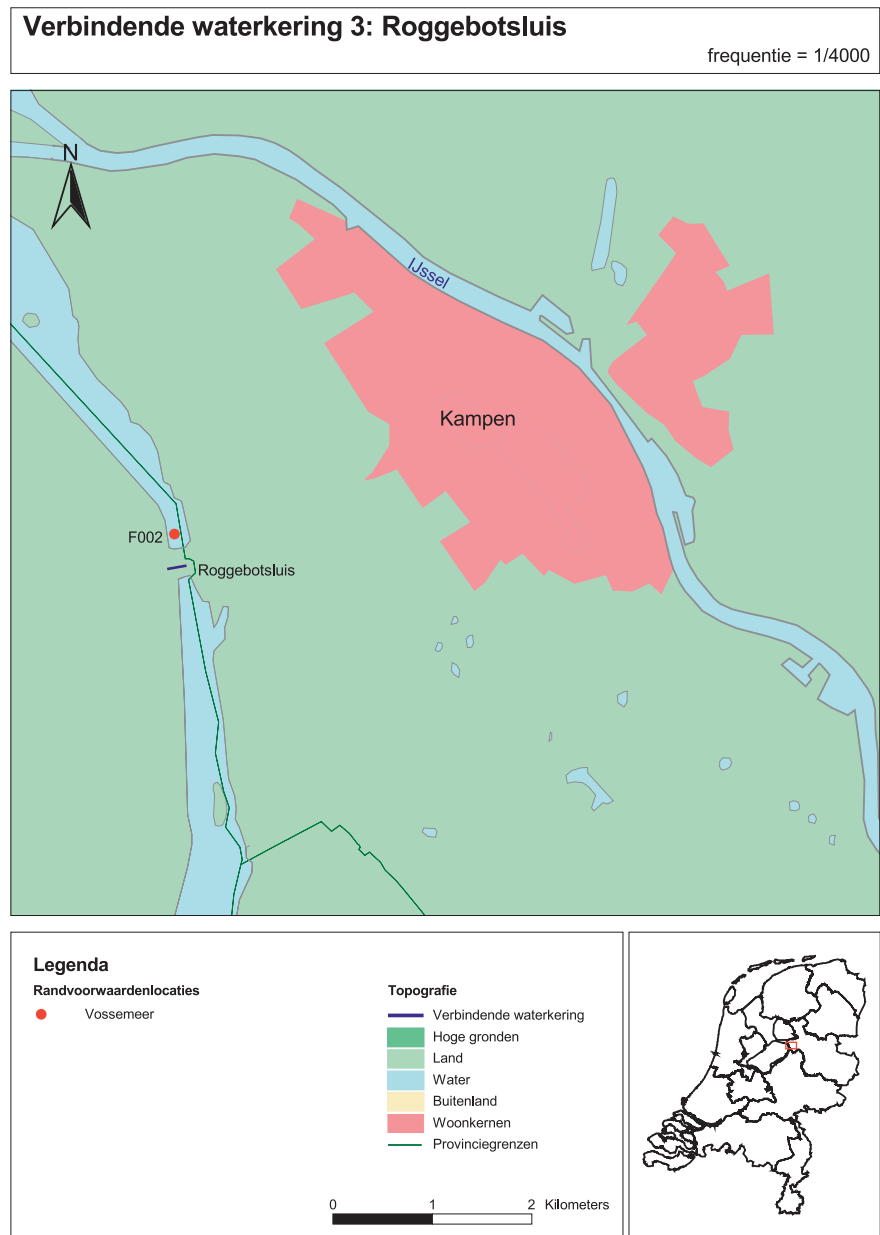 Verbindende waterkering 3: Roggebotsluis
frequentie = 1/4000
N
IJssel
Kampen
F002
Roggebotsluis
Legenda
Randvoorwaardenlocaties
Vossemeer
Topografie
Verbindende waterkering
Hoge gronden
Land
Water
Buitenland
Woonkernen
Provinciegrenzen
0 1 2 Kilometers